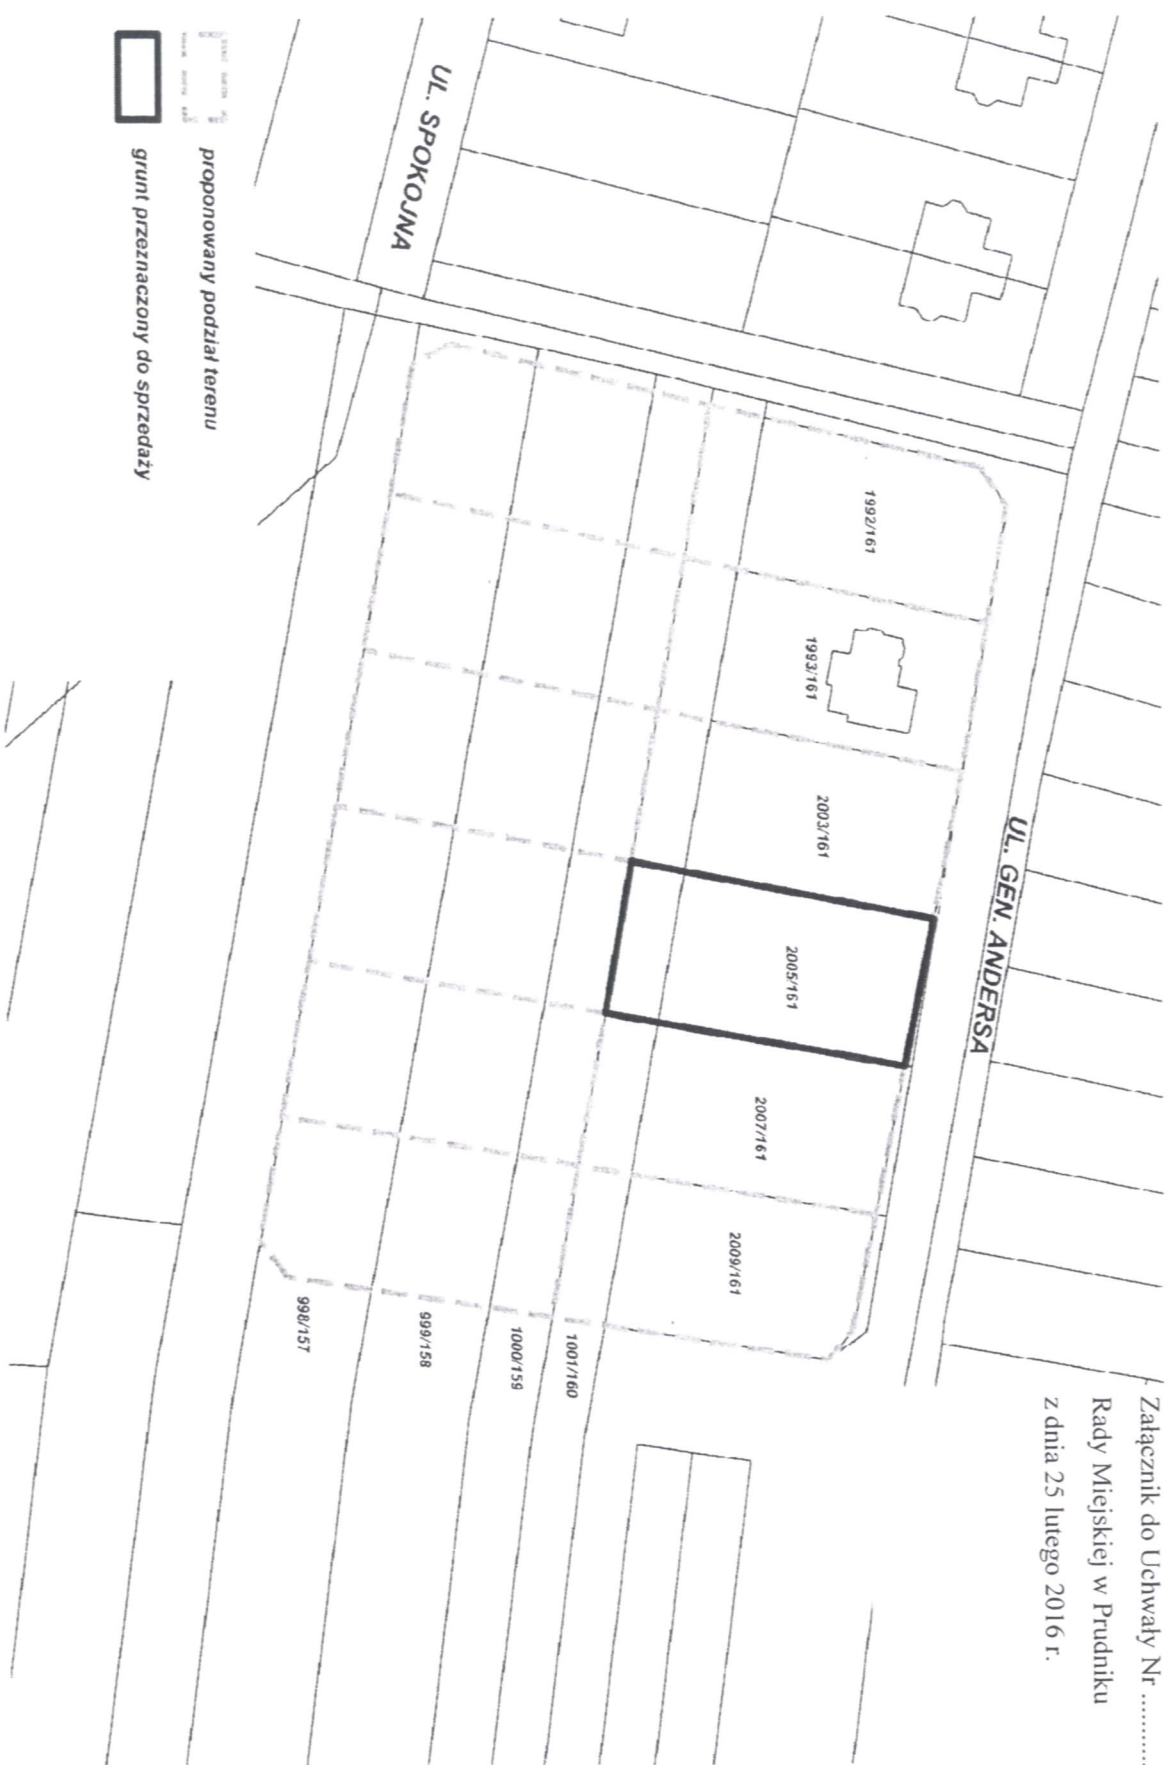 Załącznik do Uchwały Nr ..........
Rady Miejskiej w Prudniku
z dnia 25 lutego 2016 r.
UL. SPOKOJNA
UL. GEN. ANDERSA
1992/161
1993/161
2003/161
2005/161
2007/161
2009/161
1001/160
1000/159
999/158
998/157
proponowany podział terenu
grunt przeznaczony do sprzedaży